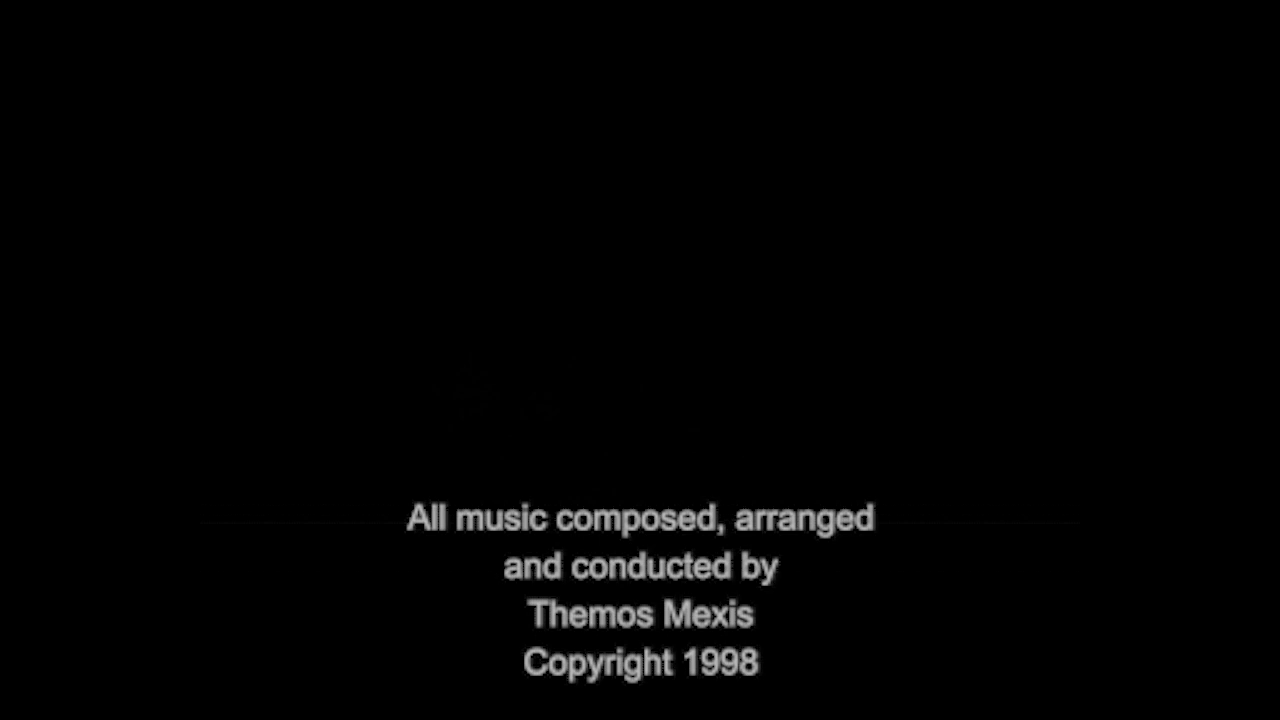 All music composed, arranged
and conducted by
Themos Mexis
Copyright 1998